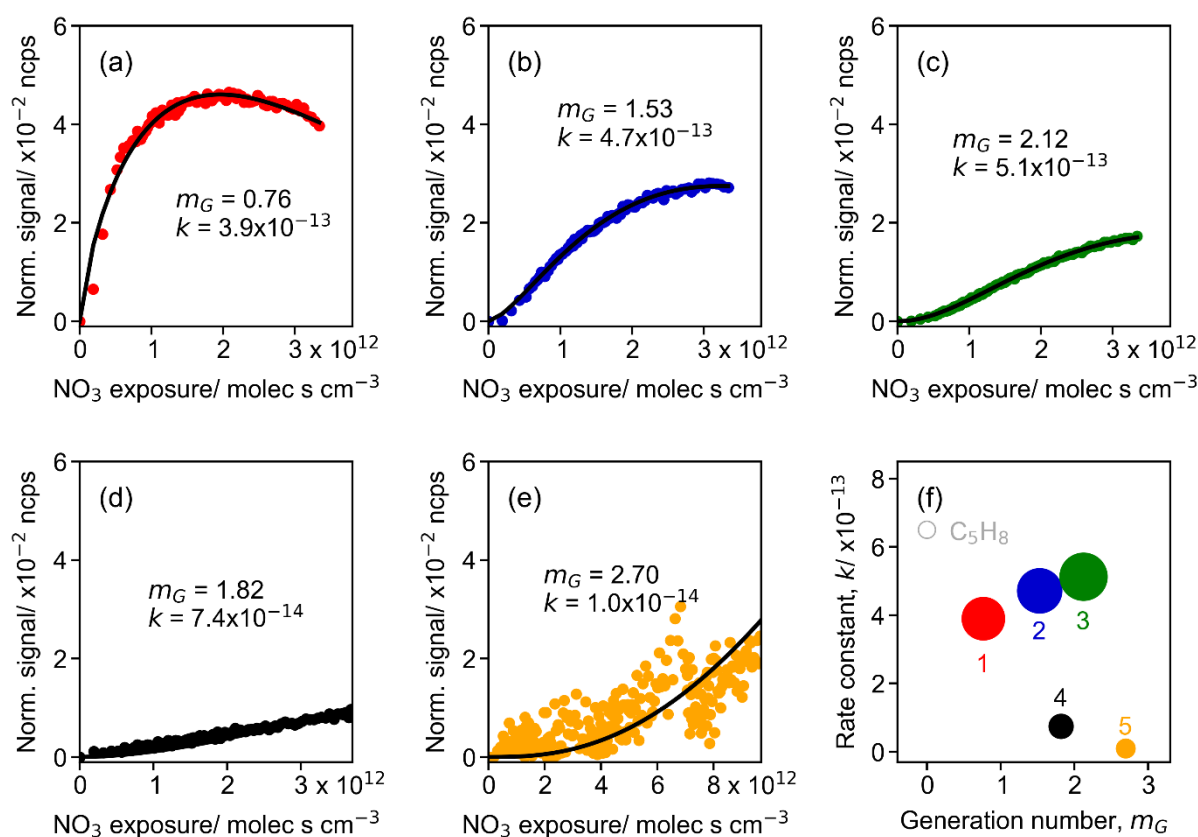 (a)
Norm. signal/ x10⁻² ncps
6
4
2
0
m_G = 0.76
k = 3.9x10⁻¹³
0 1 2 3 x 10¹²
NO₃ exposure/ molec s cm⁻³
(b)
Norm. signal/ x10⁻² ncps
6
4
2
0
m_G = 1.53
k = 4.7x10⁻¹³
0 1 2 3 x 10¹²
NO₃ exposure/ molec s cm⁻³
(c)
Norm. signal/ x10⁻² ncps
6
4
2
0
m_G = 2.12
k = 5.1x10⁻¹³
0 1 2 3 x 10¹²
NO₃ exposure/ molec s cm⁻³
(d)
Norm. signal/ x10⁻² ncps
6
4
2
0
m_G = 1.82
k = 7.4x10⁻¹⁴
0 1 2 3 x 10¹²
NO₃ exposure/ molec s cm⁻³
(e)
Norm. signal/ x10⁻² ncps
6
4
2
0
m_G = 2.70
k = 1.0x10⁻¹⁴
0 2 4 6 8 x 10¹²
NO₃ exposure/ molec s cm⁻³
(f)
Rate constant, k/ x10⁻¹³
8
6
4
2
0
C₅H₈
1
2
3
4
5
0 1 2 3
Generation number, m_G